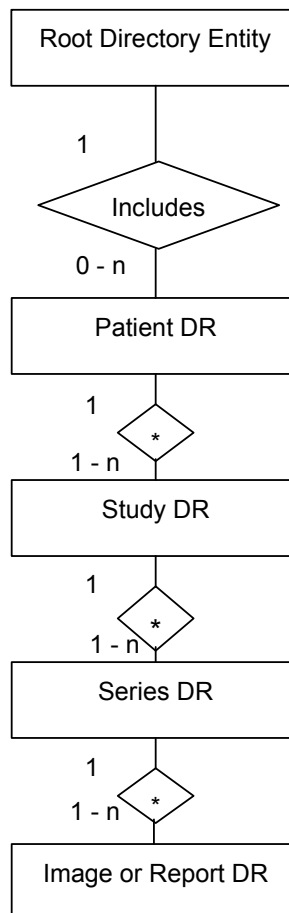 Root Directory Entity
1
Includes
0 - n
Patient DR
1
*
1 - n
Study DR
1
*
1 - n
Series DR
1
*
1 - n
Image or Report DR